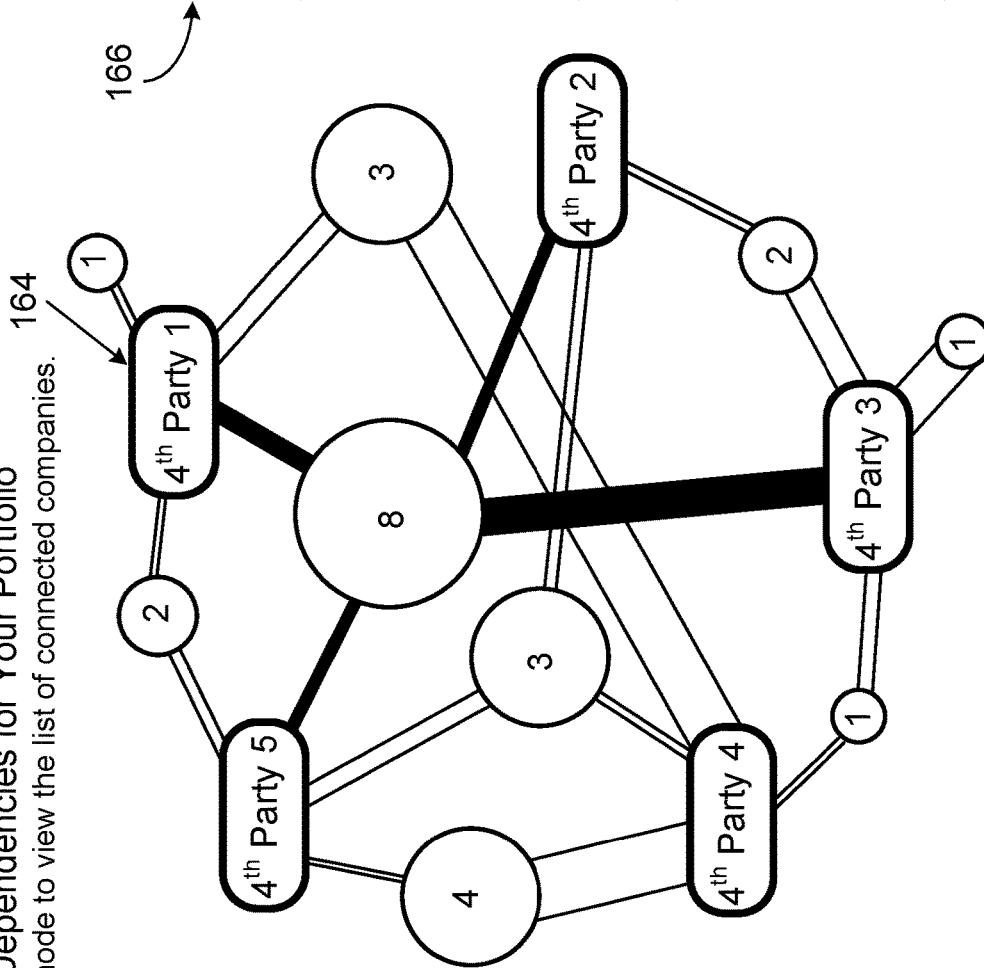 Dependencies for Your Portfolio
node to view the list of connected companies.
164
166
1
2
4th Party 1
4th Party 5
8
3
4
3
4th Party 2
4th Party 4
2
1
4th Party 3
1